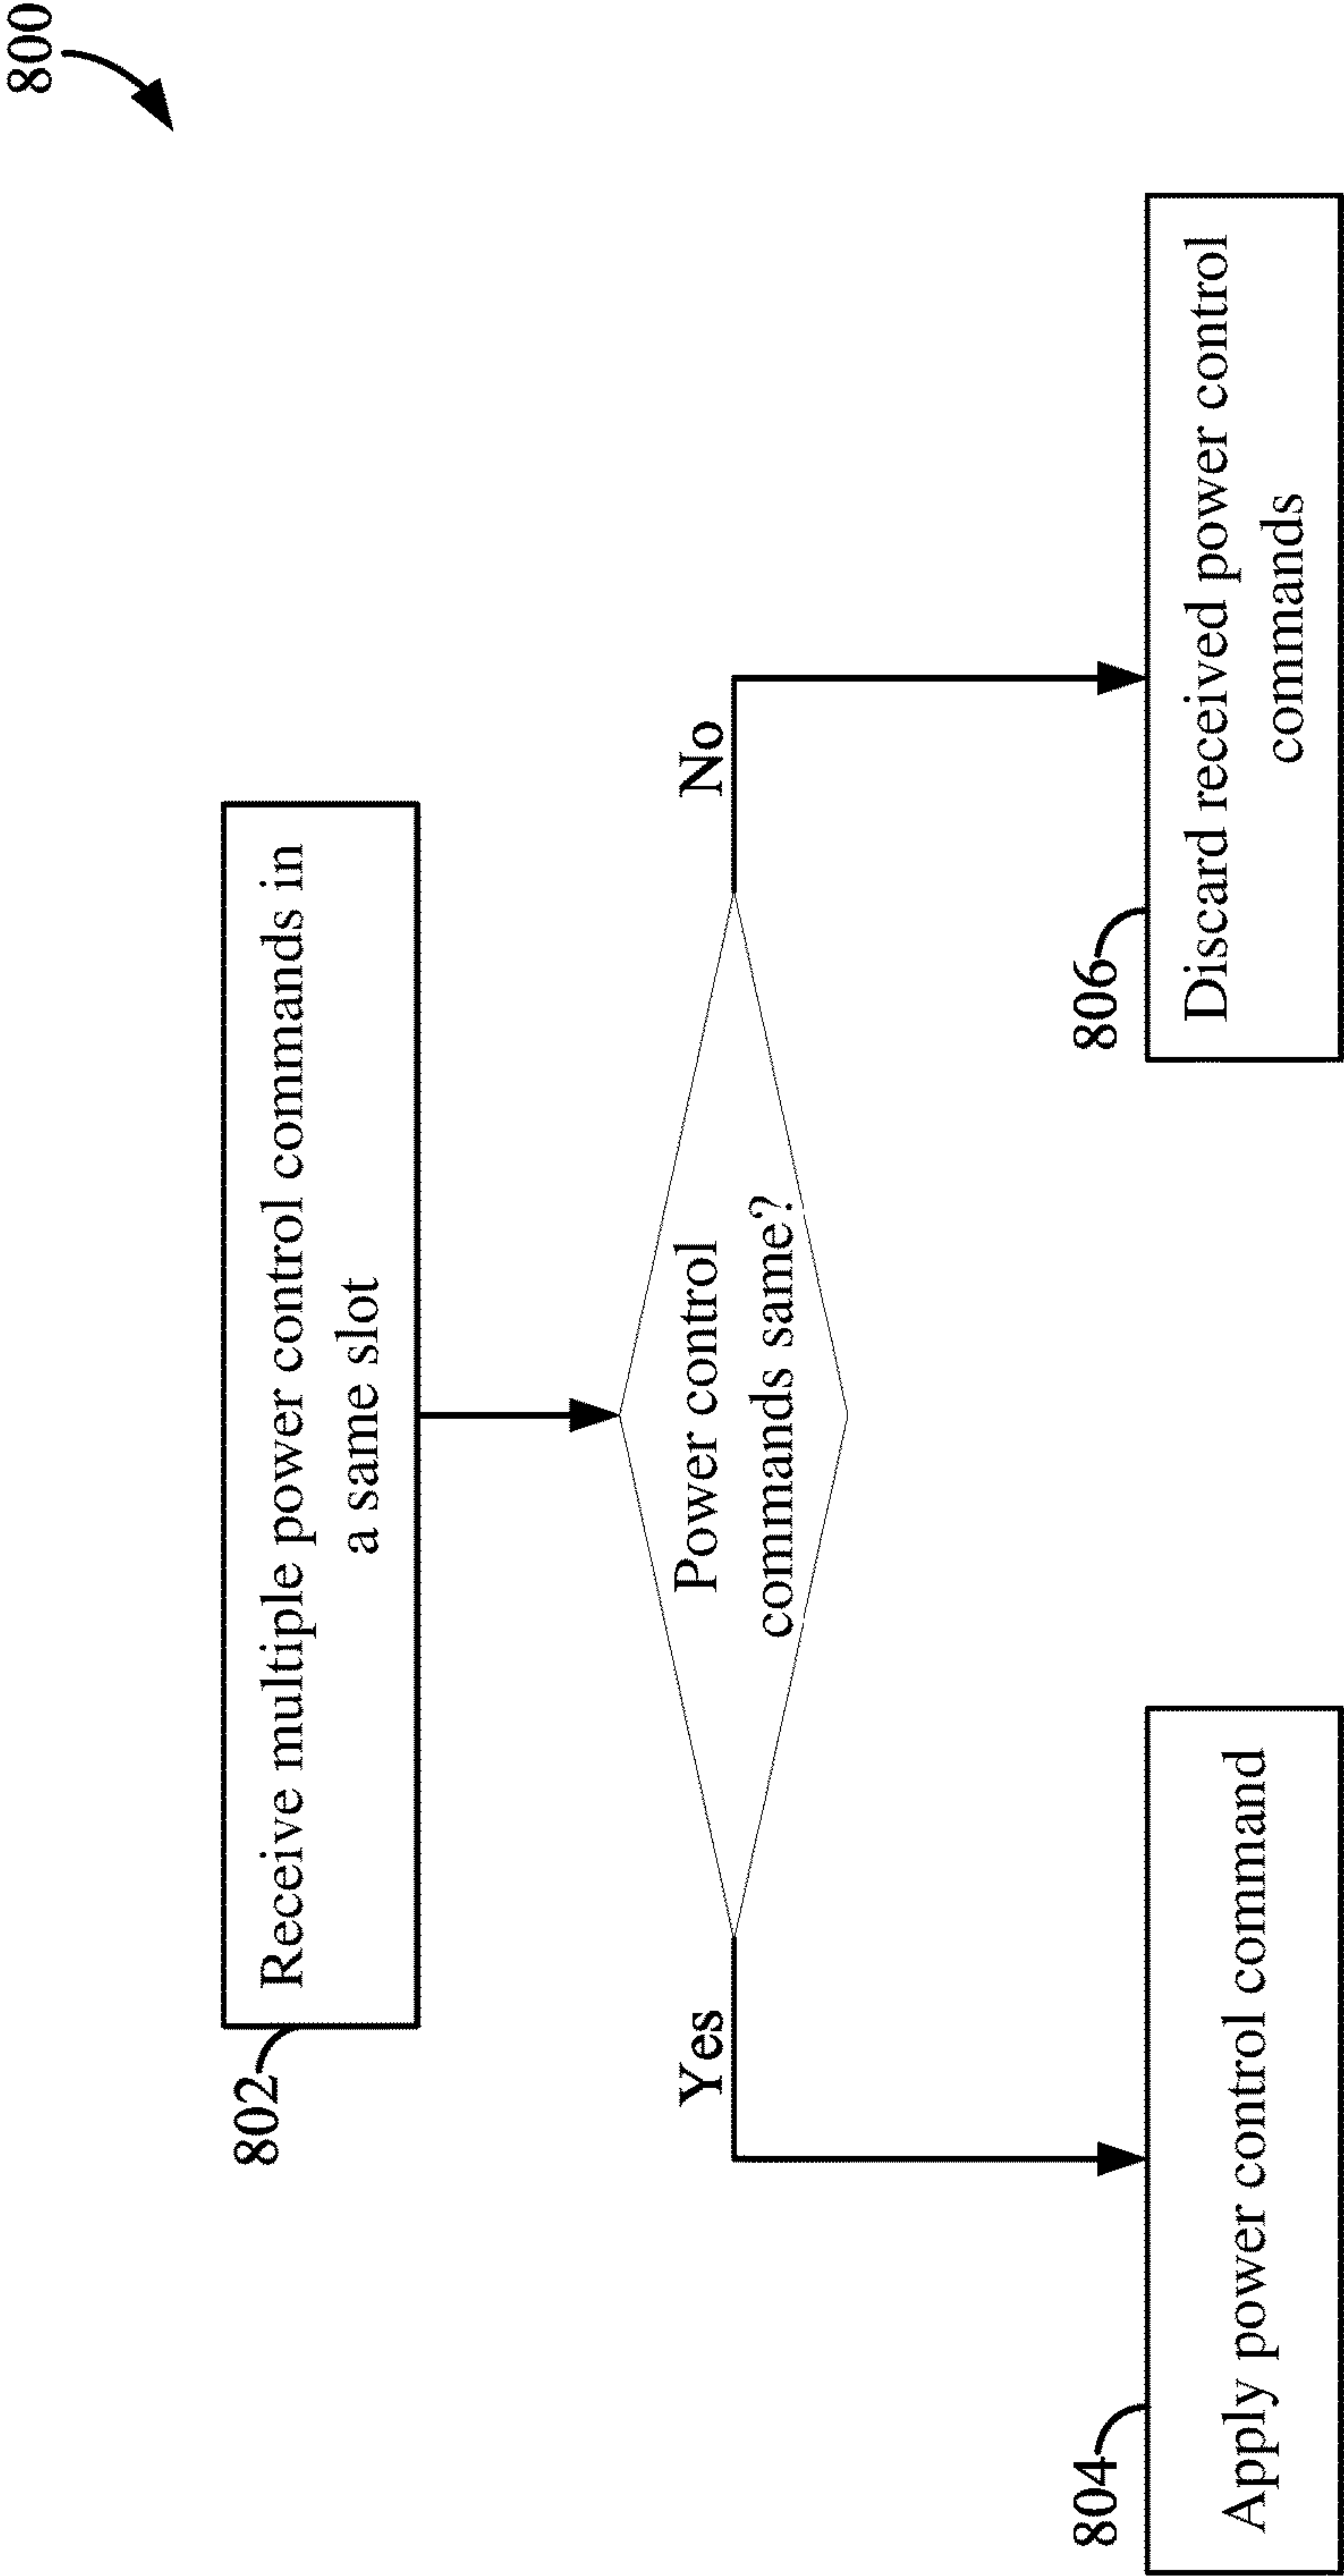 800
802
Receive multiple power control commands in
a same slot
Power control
commands same?
Yes
No
804
Apply power control command
806
Discard received power control
commands